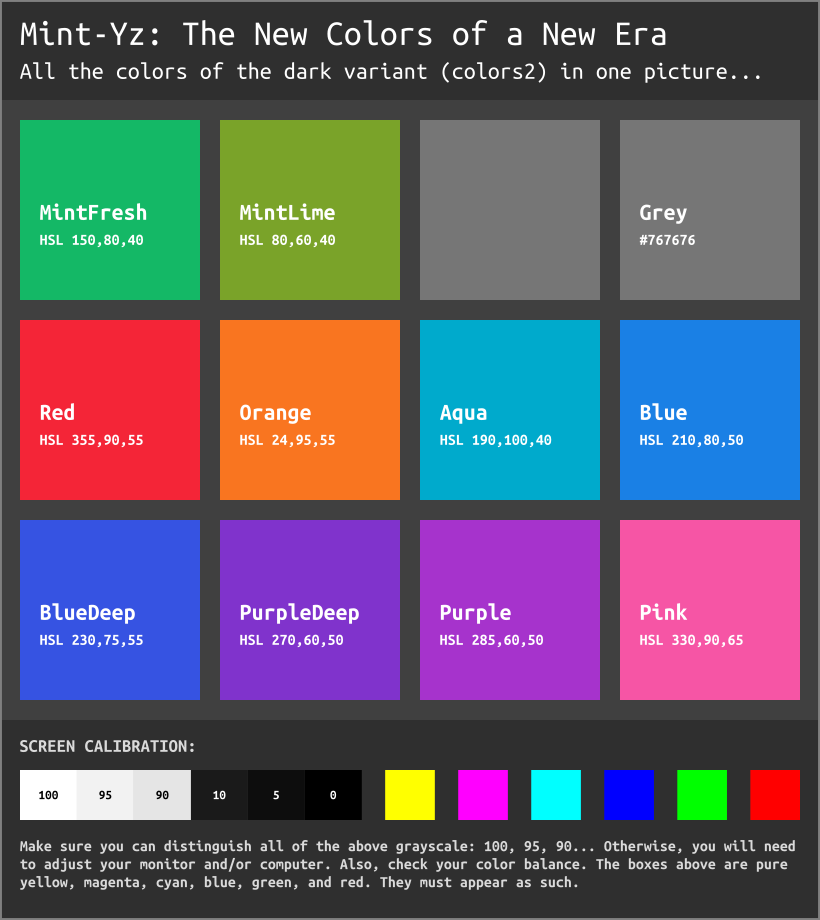 Mint-Yz: The New Colors of a New Era
All the colors of the dark variant (colors2) in one picture...
MintFresh
HSL 150,80,40
MintLime
HSL 80,60,40
Grey
#767676
Red
HSL 355,90,55
Orange
HSL 24,95,55
Aqua
HSL 190,100,40
Blue
HSL 210,80,50
BlueDeep
HSL 230,75,55
PurpleDeep
HSL 270,60,50
Purple
HSL 285,60,50
Pink
HSL 330,90,65
SCREEN CALIBRATION:
100 95 90 10 5 0
Make sure you can distinguish all of the above grayscale: 100, 95, 90... Otherwise, you will need
to adjust your monitor and/or computer. Also, check your color balance. The boxes above are pure
yellow, magenta, cyan, blue, green, and red. They must appear as such.